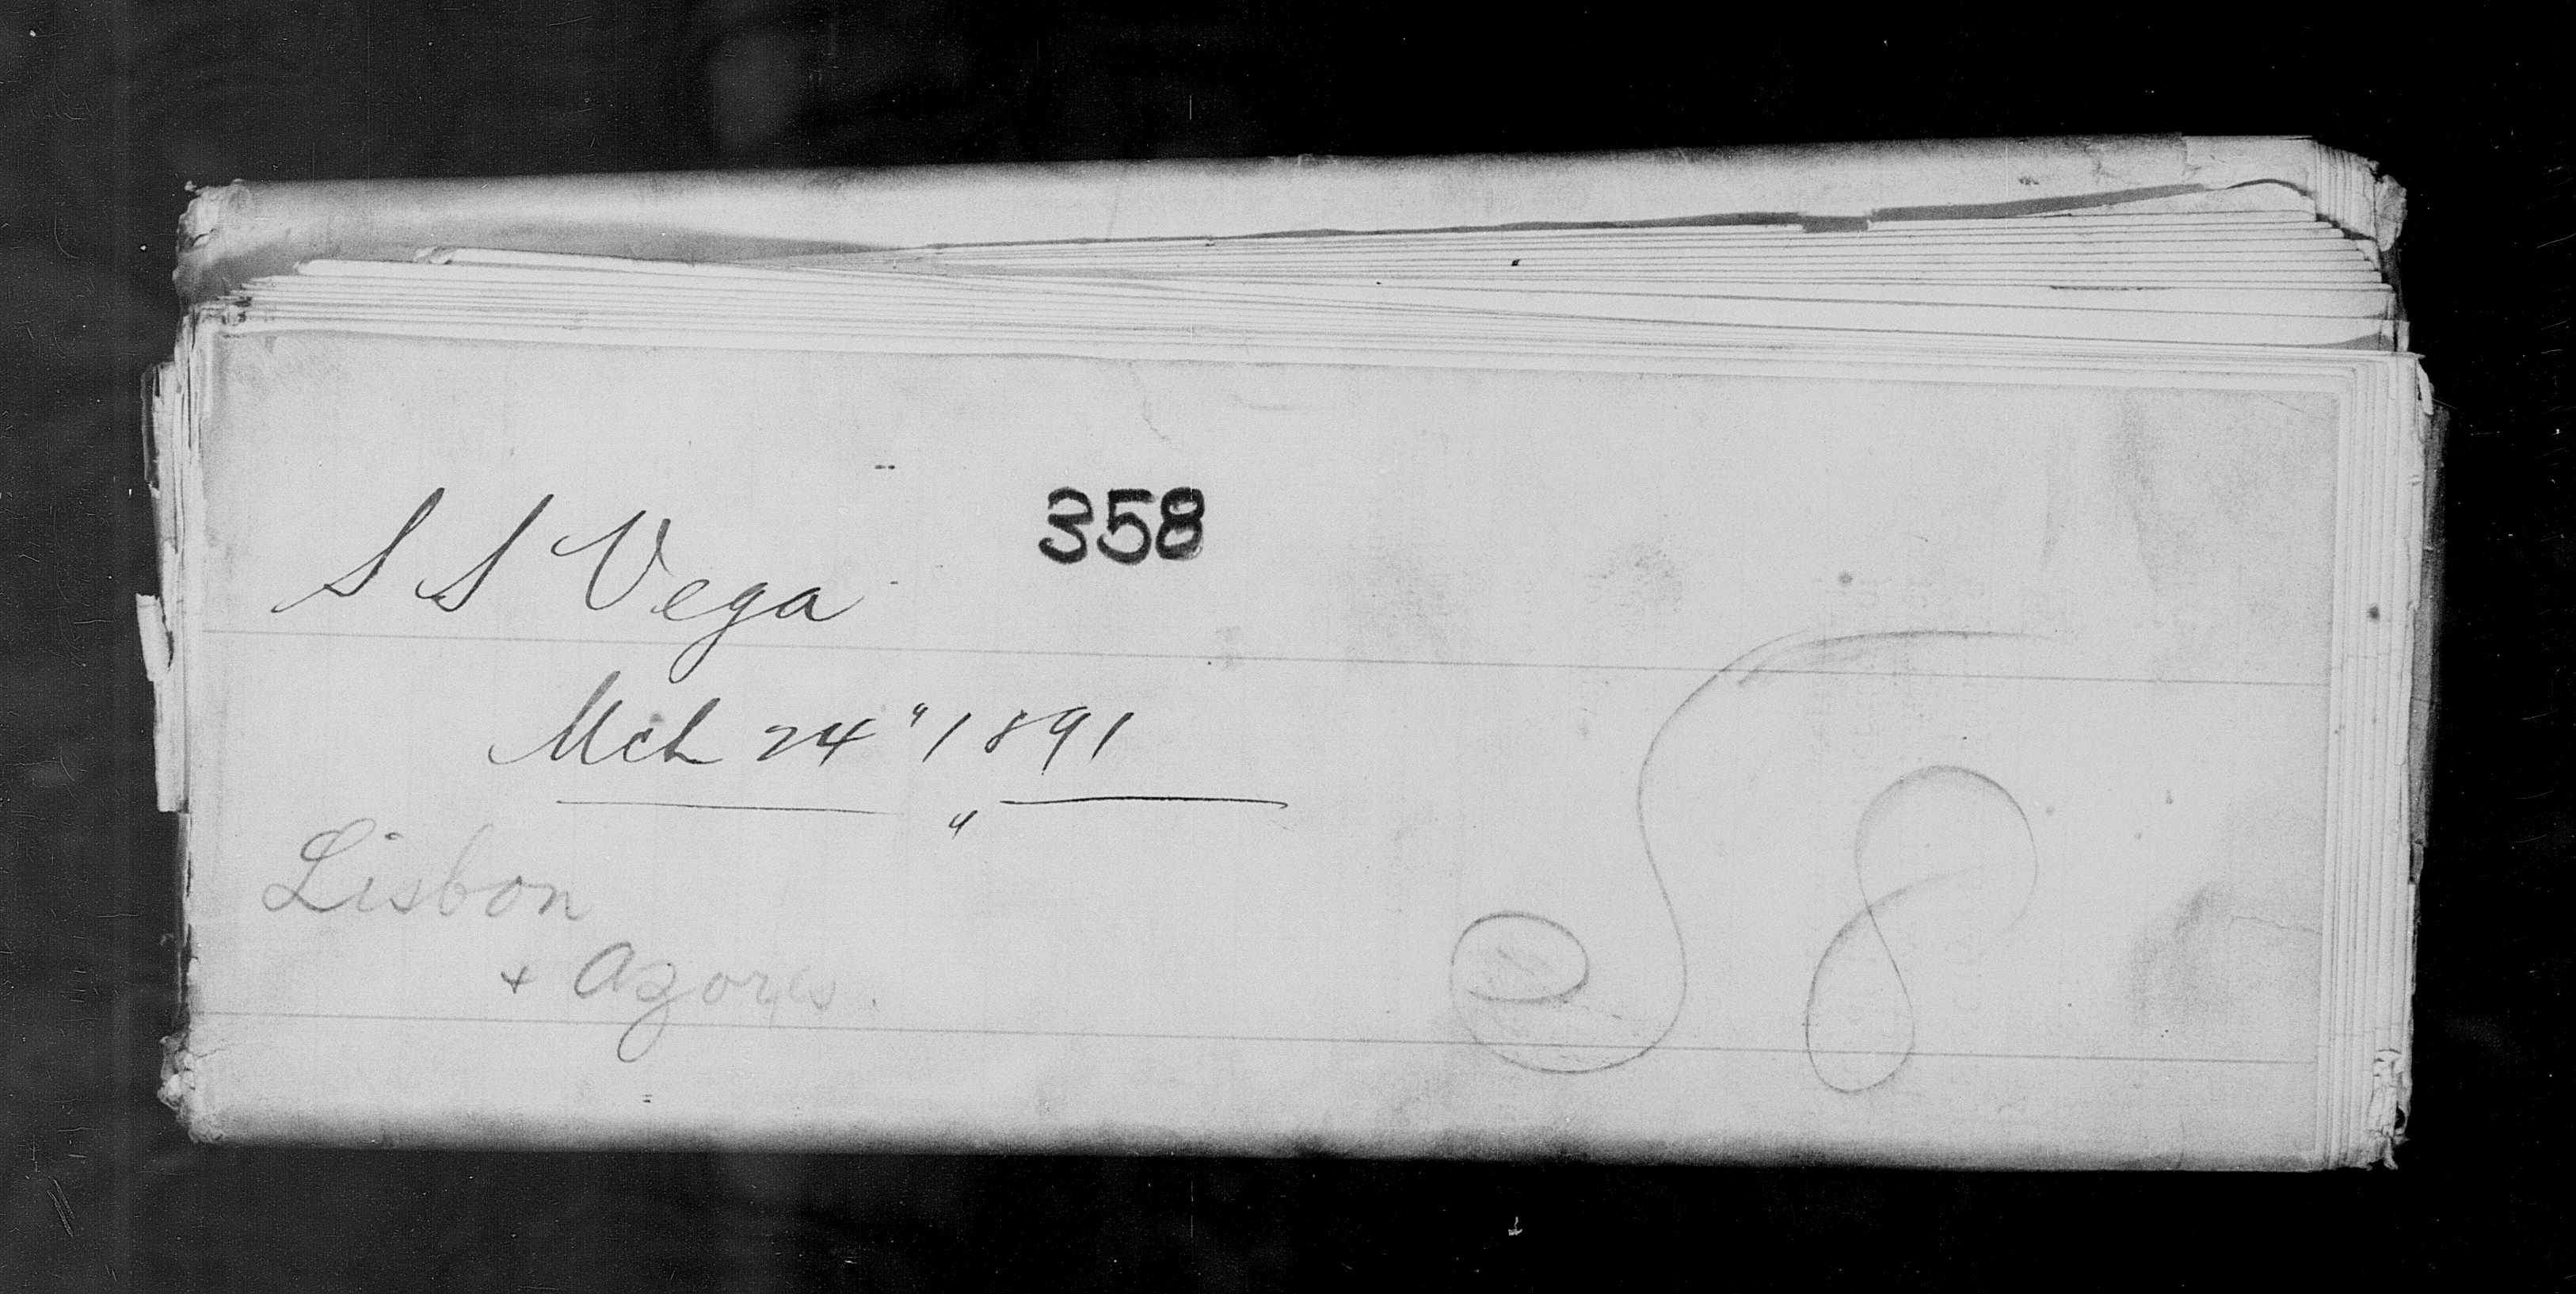 358
S S Vega
Mch 24" 1891
"
Lisbon
+ Azores.
58